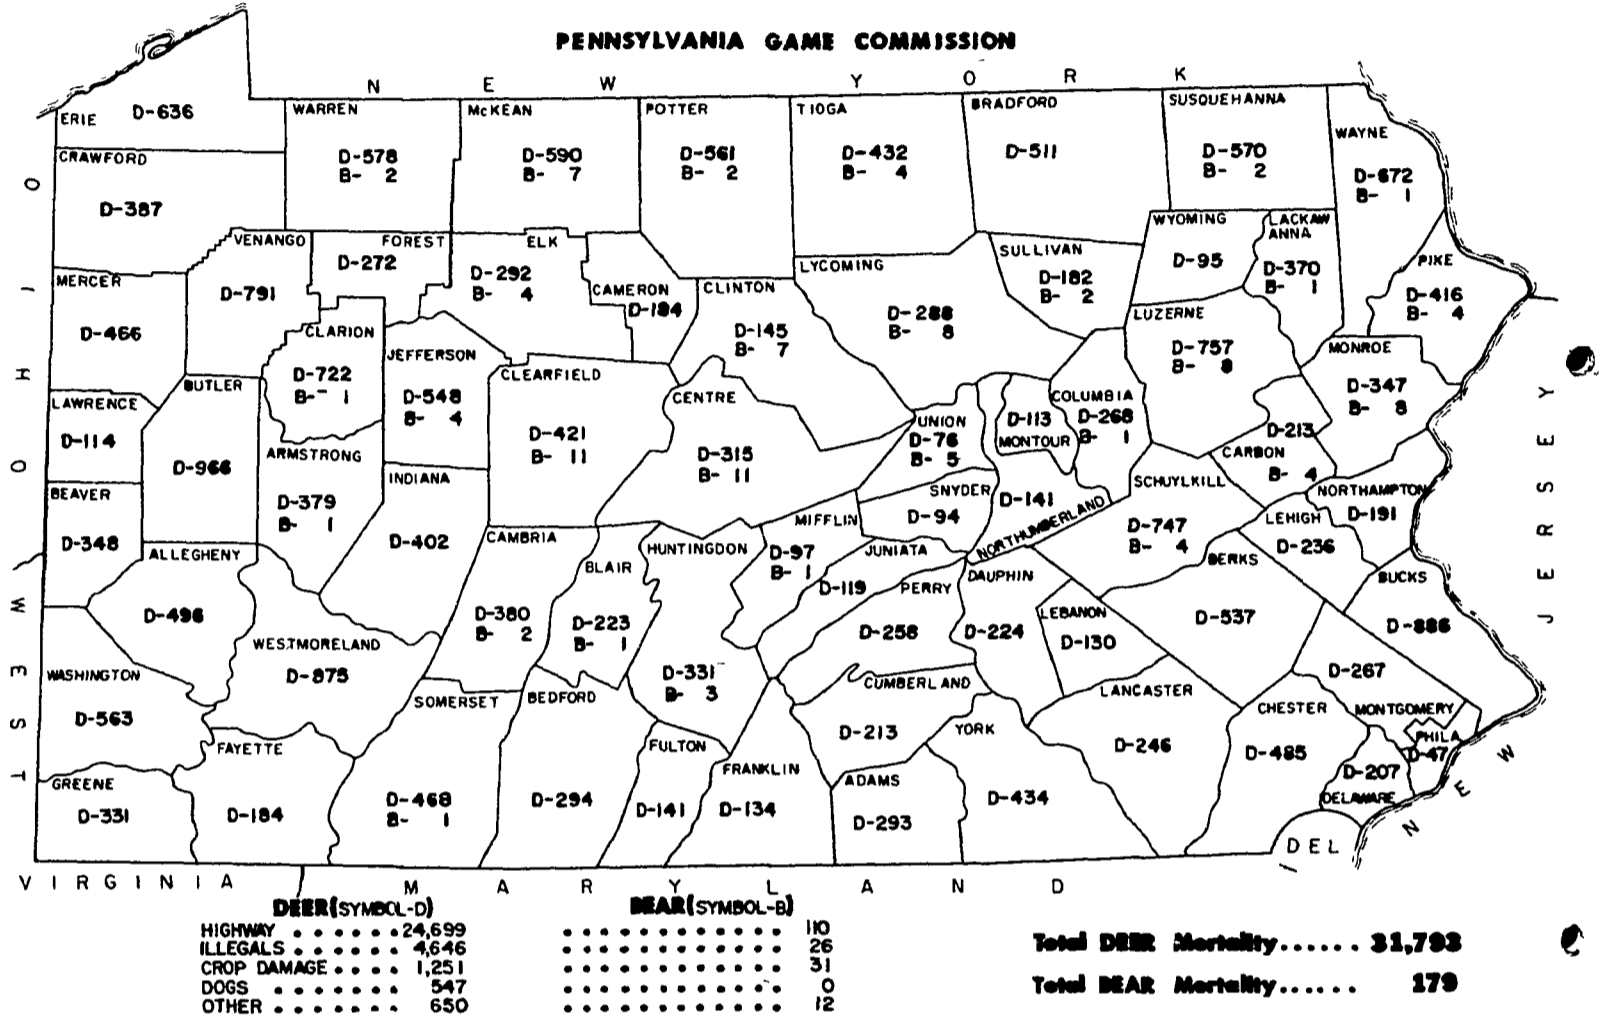 PENNSYLVANIA GAME COMMISSION
N E W Y O R K
O H I O
W E S T
V I R G I N I A
M A R Y L A N D
DEL
N E W
J E R S E Y
ERIE D-636
CRAWFORD
D-387
WARREN
D-578
B- 2
McKEAN
D-590
B- 7
POTTER
D-561
B- 2
TIOGA
D-432
B- 4
BRADFORD
D-511
SUSQUEHANNA
D-570
B- 2
WAYNE
D-672
B- 1
MERCER
D-466
VENANGO
D-791
FOREST
D-272
ELK
D-292
B- 4
CAMERON
D-184
CLINTON
D-145
B- 7
LYCOMING
D-288
B- 8
SULLIVAN
D-182
B- 2
WYOMING
D-95
LACKAW
ANNA
D-370
B- 1
PIKE
D-416
B- 4
LAWRENCE
D-114
BUTLER
D-966
CLARION
D-722
B- 1
JEFFERSON
D-548
B- 4
CLEARFIELD
D-421
B- 11
CENTRE
D-315
B- 11
UNION
D-76
B- 5
D-113
MONTOUR
COLUMBIA
D-268
B- 1
LUZERNE
D-757
B- 8
MONROE
D-347
B- 8
D-213
CARBON
B- 4
BEAVER
D-348
ARMSTRONG
D-379
B- 1
INDIANA
D-402
SNYDER
D-94
D-141
NORTHUMBERLAND
SCHUYLKILL
D-747
B- 4
NORTHAMPTON
D-191
LEHIGH
D-236
ALLEGHENY
D-496
CAMBRIA
D-380
B- 2
BLAIR
D-223
B- 1
HUNTINGDON
D-331
B- 3
MIFFLIN
D-97
B- 1
JUNIATA
D-119
PERRY
D-258
DAUPHIN
D-224
LEBANON
D-130
BERKS
D-537
BUCKS
D-886
WASHINGTON
D-563
WESTMORELAND
D-875
SOMERSET
D-468
B- 1
BEDFORD
D-294
FULTON
D-141
FRANKLIN
D-134
CUMBERLAND
D-213
ADAMS
D-293
YORK
D-434
LANCASTER
D-246
CHESTER
D-485
D-267
MONTGOMERY
PHILA
D-47
D-207
DELAWARE
GREENE
D-331
FAYETTE
D-184
DEER(SYMBOL-D) BEAR(SYMBOL-B)
HIGHWAY . . . . . . 24,699 . . . . . . . . . . . . 110
ILLEGALS . . . . . 4,646 . . . . . . . . . . . . 26
CROP DAMAGE . . . . 1,251 . . . . . . . . . . . . 31
DOGS . . . . . . . 547 . . . . . . . . . . . . 0
OTHER . . . . . . . 650 . . . . . . . . . . . . 12
Total DEER Mortality...... 31,793
Total BEAR Mortality...... 179